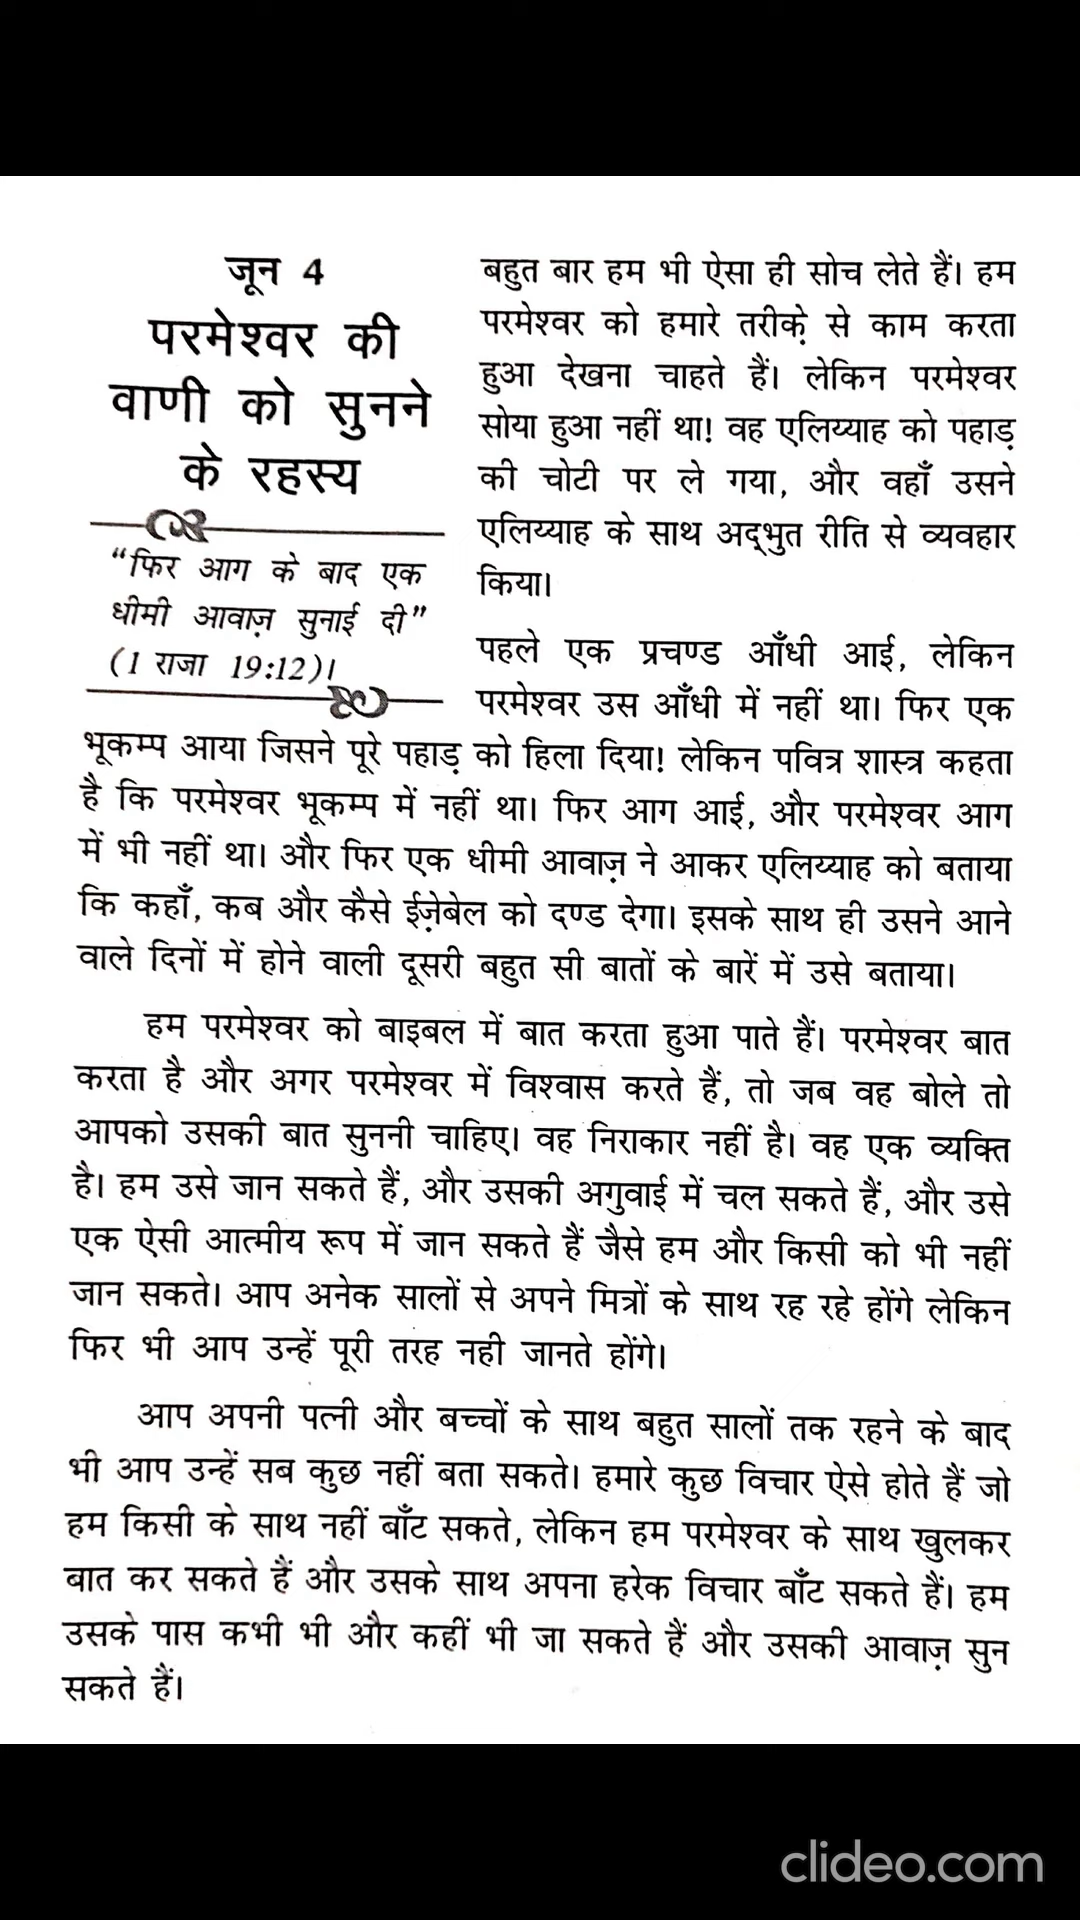 जून 4
परमेश्वर की
वाणी को सुनने
के रहस्य
“फिर आग के बाद एक
धीमी आवाज़ सुनाई दी”
(1 राजा 19:12)।
बहुत बार हम भी ऐसा ही सोच लेते हैं। हम
परमेश्वर को हमारे तरीक़े से काम करता
हुआ देखना चाहते हैं। लेकिन परमेश्वर
सोया हुआ नहीं था! वह एलिय्याह को पहाड़
की चोटी पर ले गया, और वहाँ उसने
एलिय्याह के साथ अद्भुत रीति से व्यवहार
किया।
पहले एक प्रचण्ड आँधी आई, लेकिन
परमेश्वर उस आँधी में नहीं था। फिर एक
भूकम्प आया जिसने पूरे पहाड़ को हिला दिया! लेकिन पवित्र शास्त्र कहता
है कि परमेश्वर भूकम्प में नहीं था। फिर आग आई, और परमेश्वर आग
में भी नहीं था। और फिर एक धीमी आवाज़ ने आकर एलिय्याह को बताया
कि कहाँ, कब और कैसे ईज़ेबेल को दण्ड देगा। इसके साथ ही उसने आने
वाले दिनों में होने वाली दूसरी बहुत सी बातों के बारें में उसे बताया।
हम परमेश्वर को बाइबल में बात करता हुआ पाते हैं। परमेश्वर बात
करता है और अगर परमेश्वर में विश्वास करते हैं, तो जब वह बोले तो
आपको उसकी बात सुननी चाहिए। वह निराकार नहीं है। वह एक व्यक्ति
है। हम उसे जान सकते हैं, और उसकी अगुवाई में चल सकते हैं, और उसे
एक ऐसी आत्मीय रूप में जान सकते हैं जैसे हम और किसी को भी नहीं
जान सकते। आप अनेक सालों से अपने मित्रों के साथ रह रहे होंगे लेकिन
फिर भी आप उन्हें पूरी तरह नही जानते होंगे।
आप अपनी पत्नी और बच्चों के साथ बहुत सालों तक रहने के बाद
भी आप उन्हें सब कुछ नहीं बता सकते। हमारे कुछ विचार ऐसे होते हैं जो
हम किसी के साथ नहीं बाँट सकते, लेकिन हम परमेश्वर के साथ खुलकर
बात कर सकते हैं और उसके साथ अपना हरेक विचार बाँट सकते हैं। हम
उसके पास कभी भी और कहीं भी जा सकते हैं और उसकी आवाज़ सुन
सकते हैं।
clideo.com